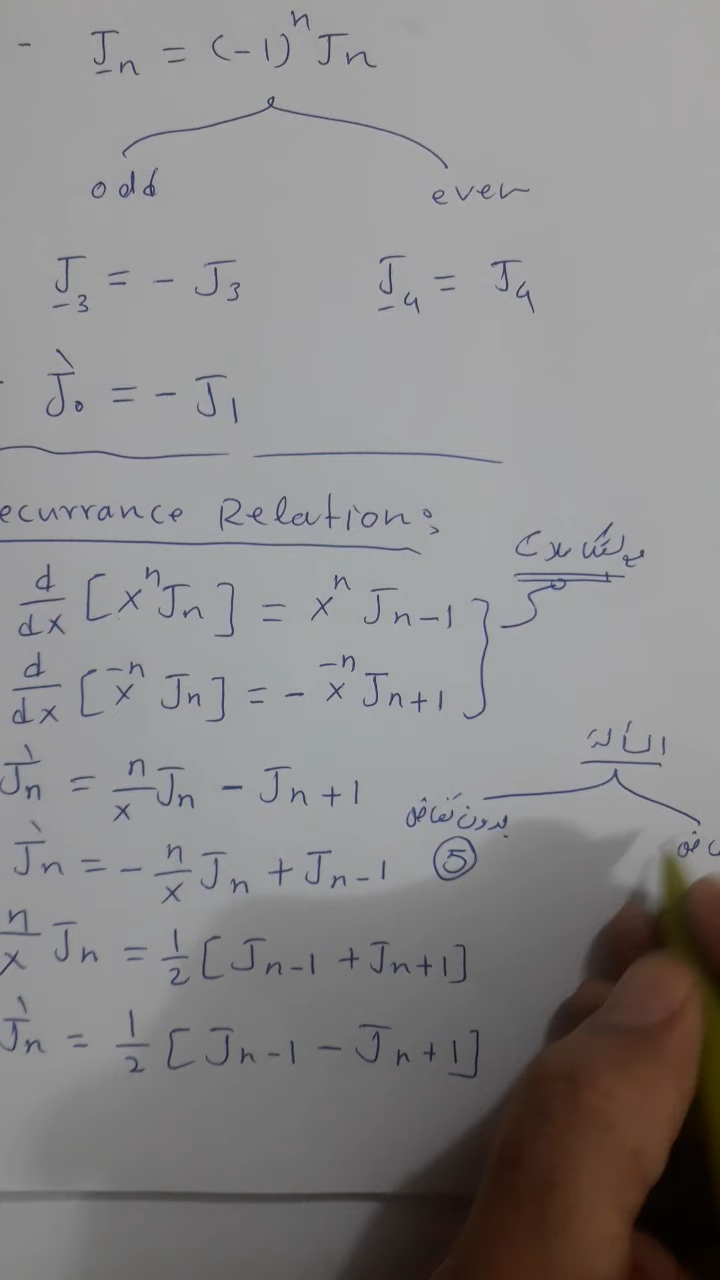 - J₋n = (-1)ⁿ Jn
odd even
J₋₃ = - J₃ J₋₄ = J₄
J̀₀ = - J₁
ecurrance Relation:
d/dx [xⁿ Jn] = xⁿ Jn-1
d/dx [x⁻ⁿ Jn] = - x⁻ⁿ Jn+1
J̀n = n/x Jn - Jn+1
بدون تفاضل
J̀n = - n/x Jn + Jn-1 ⑤
n/x Jn = 1/2 [Jn-1 + Jn+1]
J̀n = 1/2 [Jn-1 - Jn+1]